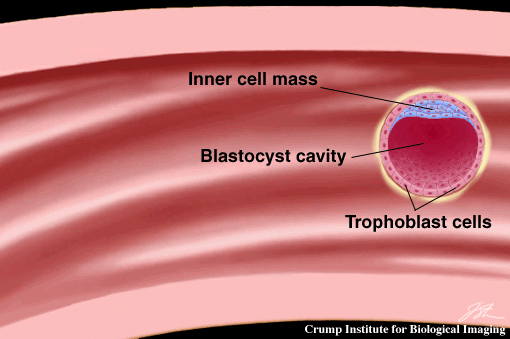 Inner cell mass
Blastocyst cavity
Trophoblast cells
Crump Institute for Biological Imaging